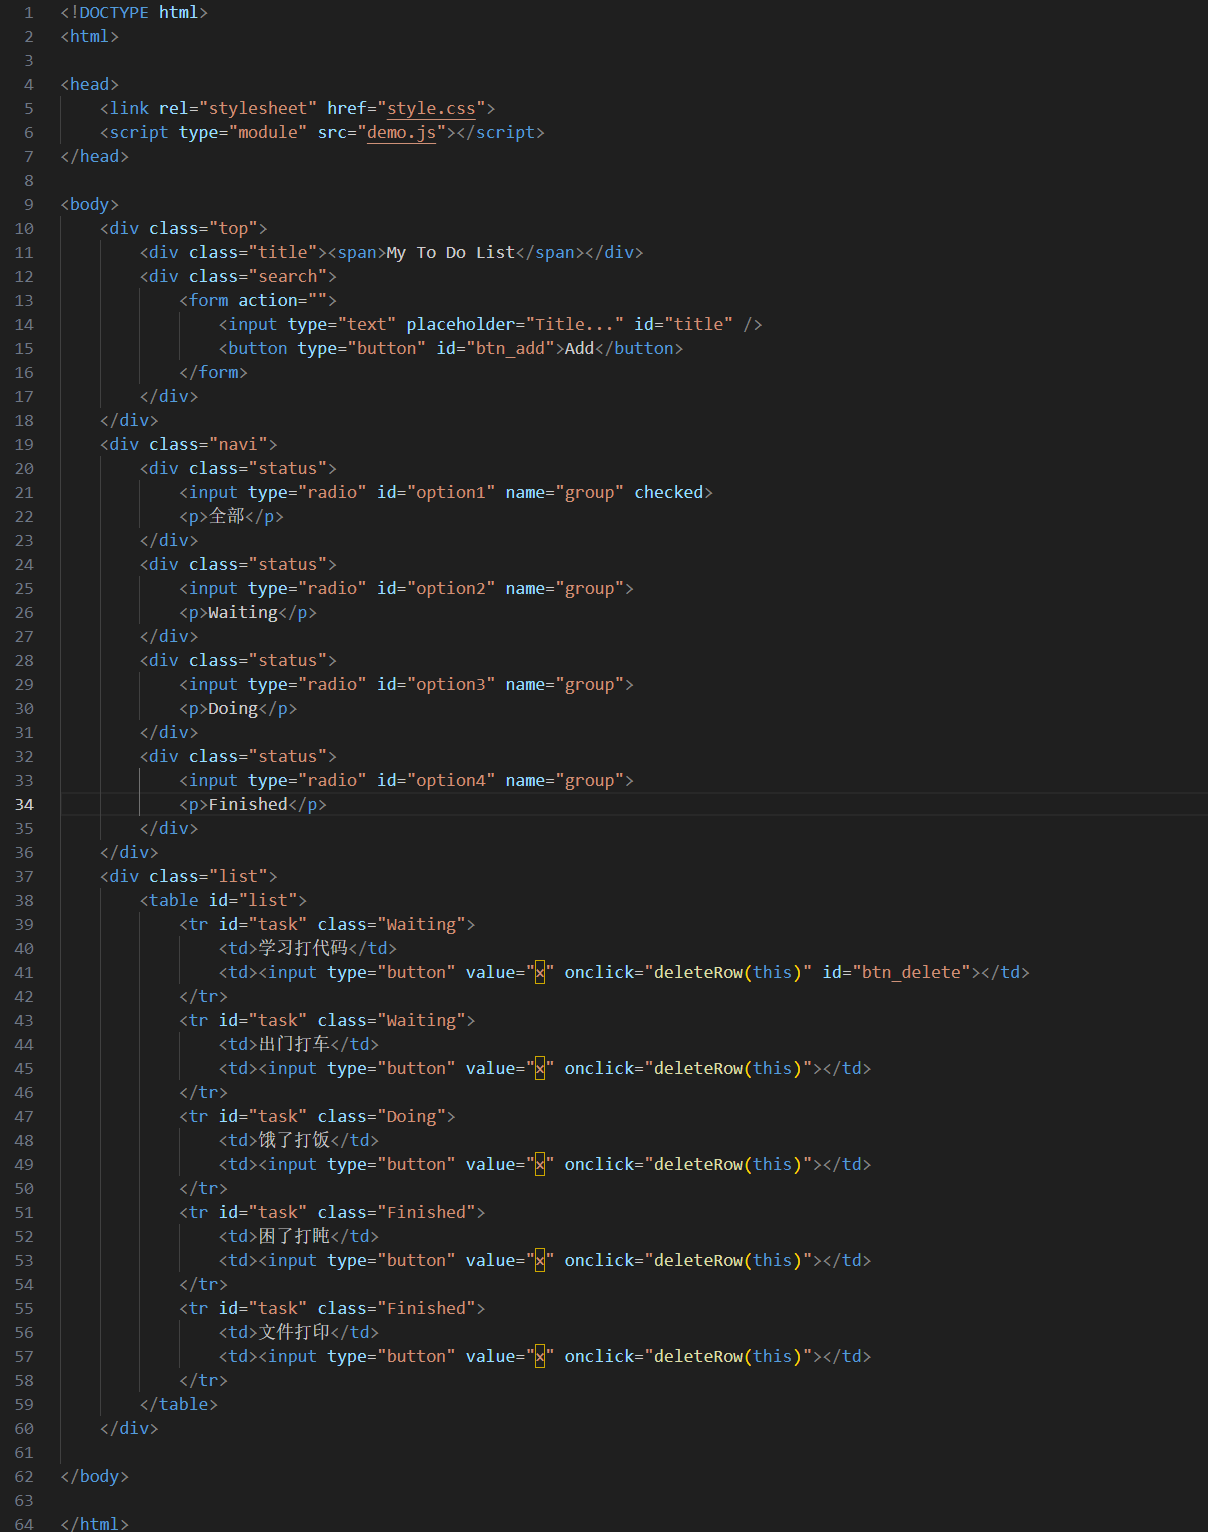 1 <!DOCTYPE html>
2 <html>
3
4 <head>
5 <link rel="stylesheet" href="style.css">
6 <script type="module" src="demo.js"></script>
7 </head>
8
9 <body>
10 <div class="top">
11 <div class="title"><span>My To Do List</span></div>
12 <div class="search">
13 <form action="">
14 <input type="text" placeholder="Title..." id="title" />
15 <button type="button" id="btn_add">Add</button>
16 </form>
17 </div>
18 </div>
19 <div class="navi">
20 <div class="status">
21 <input type="radio" id="option1" name="group" checked>
22 <p>全部</p>
23 </div>
24 <div class="status">
25 <input type="radio" id="option2" name="group">
26 <p>Waiting</p>
27 </div>
28 <div class="status">
29 <input type="radio" id="option3" name="group">
30 <p>Doing</p>
31 </div>
32 <div class="status">
33 <input type="radio" id="option4" name="group">
34 <p>Finished</p>
35 </div>
36 </div>
37 <div class="list">
38 <table id="list">
39 <tr id="task" class="Waiting">
40 <td>学习打代码</td>
41 <td><input type="button" value="×" onclick="deleteRow(this)" id="btn_delete"></td>
42 </tr>
43 <tr id="task" class="Waiting">
44 <td>出门打车</td>
45 <td><input type="button" value="×" onclick="deleteRow(this)"></td>
46 </tr>
47 <tr id="task" class="Doing">
48 <td>饿了打饭</td>
49 <td><input type="button" value="×" onclick="deleteRow(this)"></td>
50 </tr>
51 <tr id="task" class="Finished">
52 <td>困了打盹</td>
53 <td><input type="button" value="×" onclick="deleteRow(this)"></td>
54 </tr>
55 <tr id="task" class="Finished">
56 <td>文件打印</td>
57 <td><input type="button" value="×" onclick="deleteRow(this)"></td>
58 </tr>
59 </table>
60 </div>
61
62 </body>
63
64 </html>